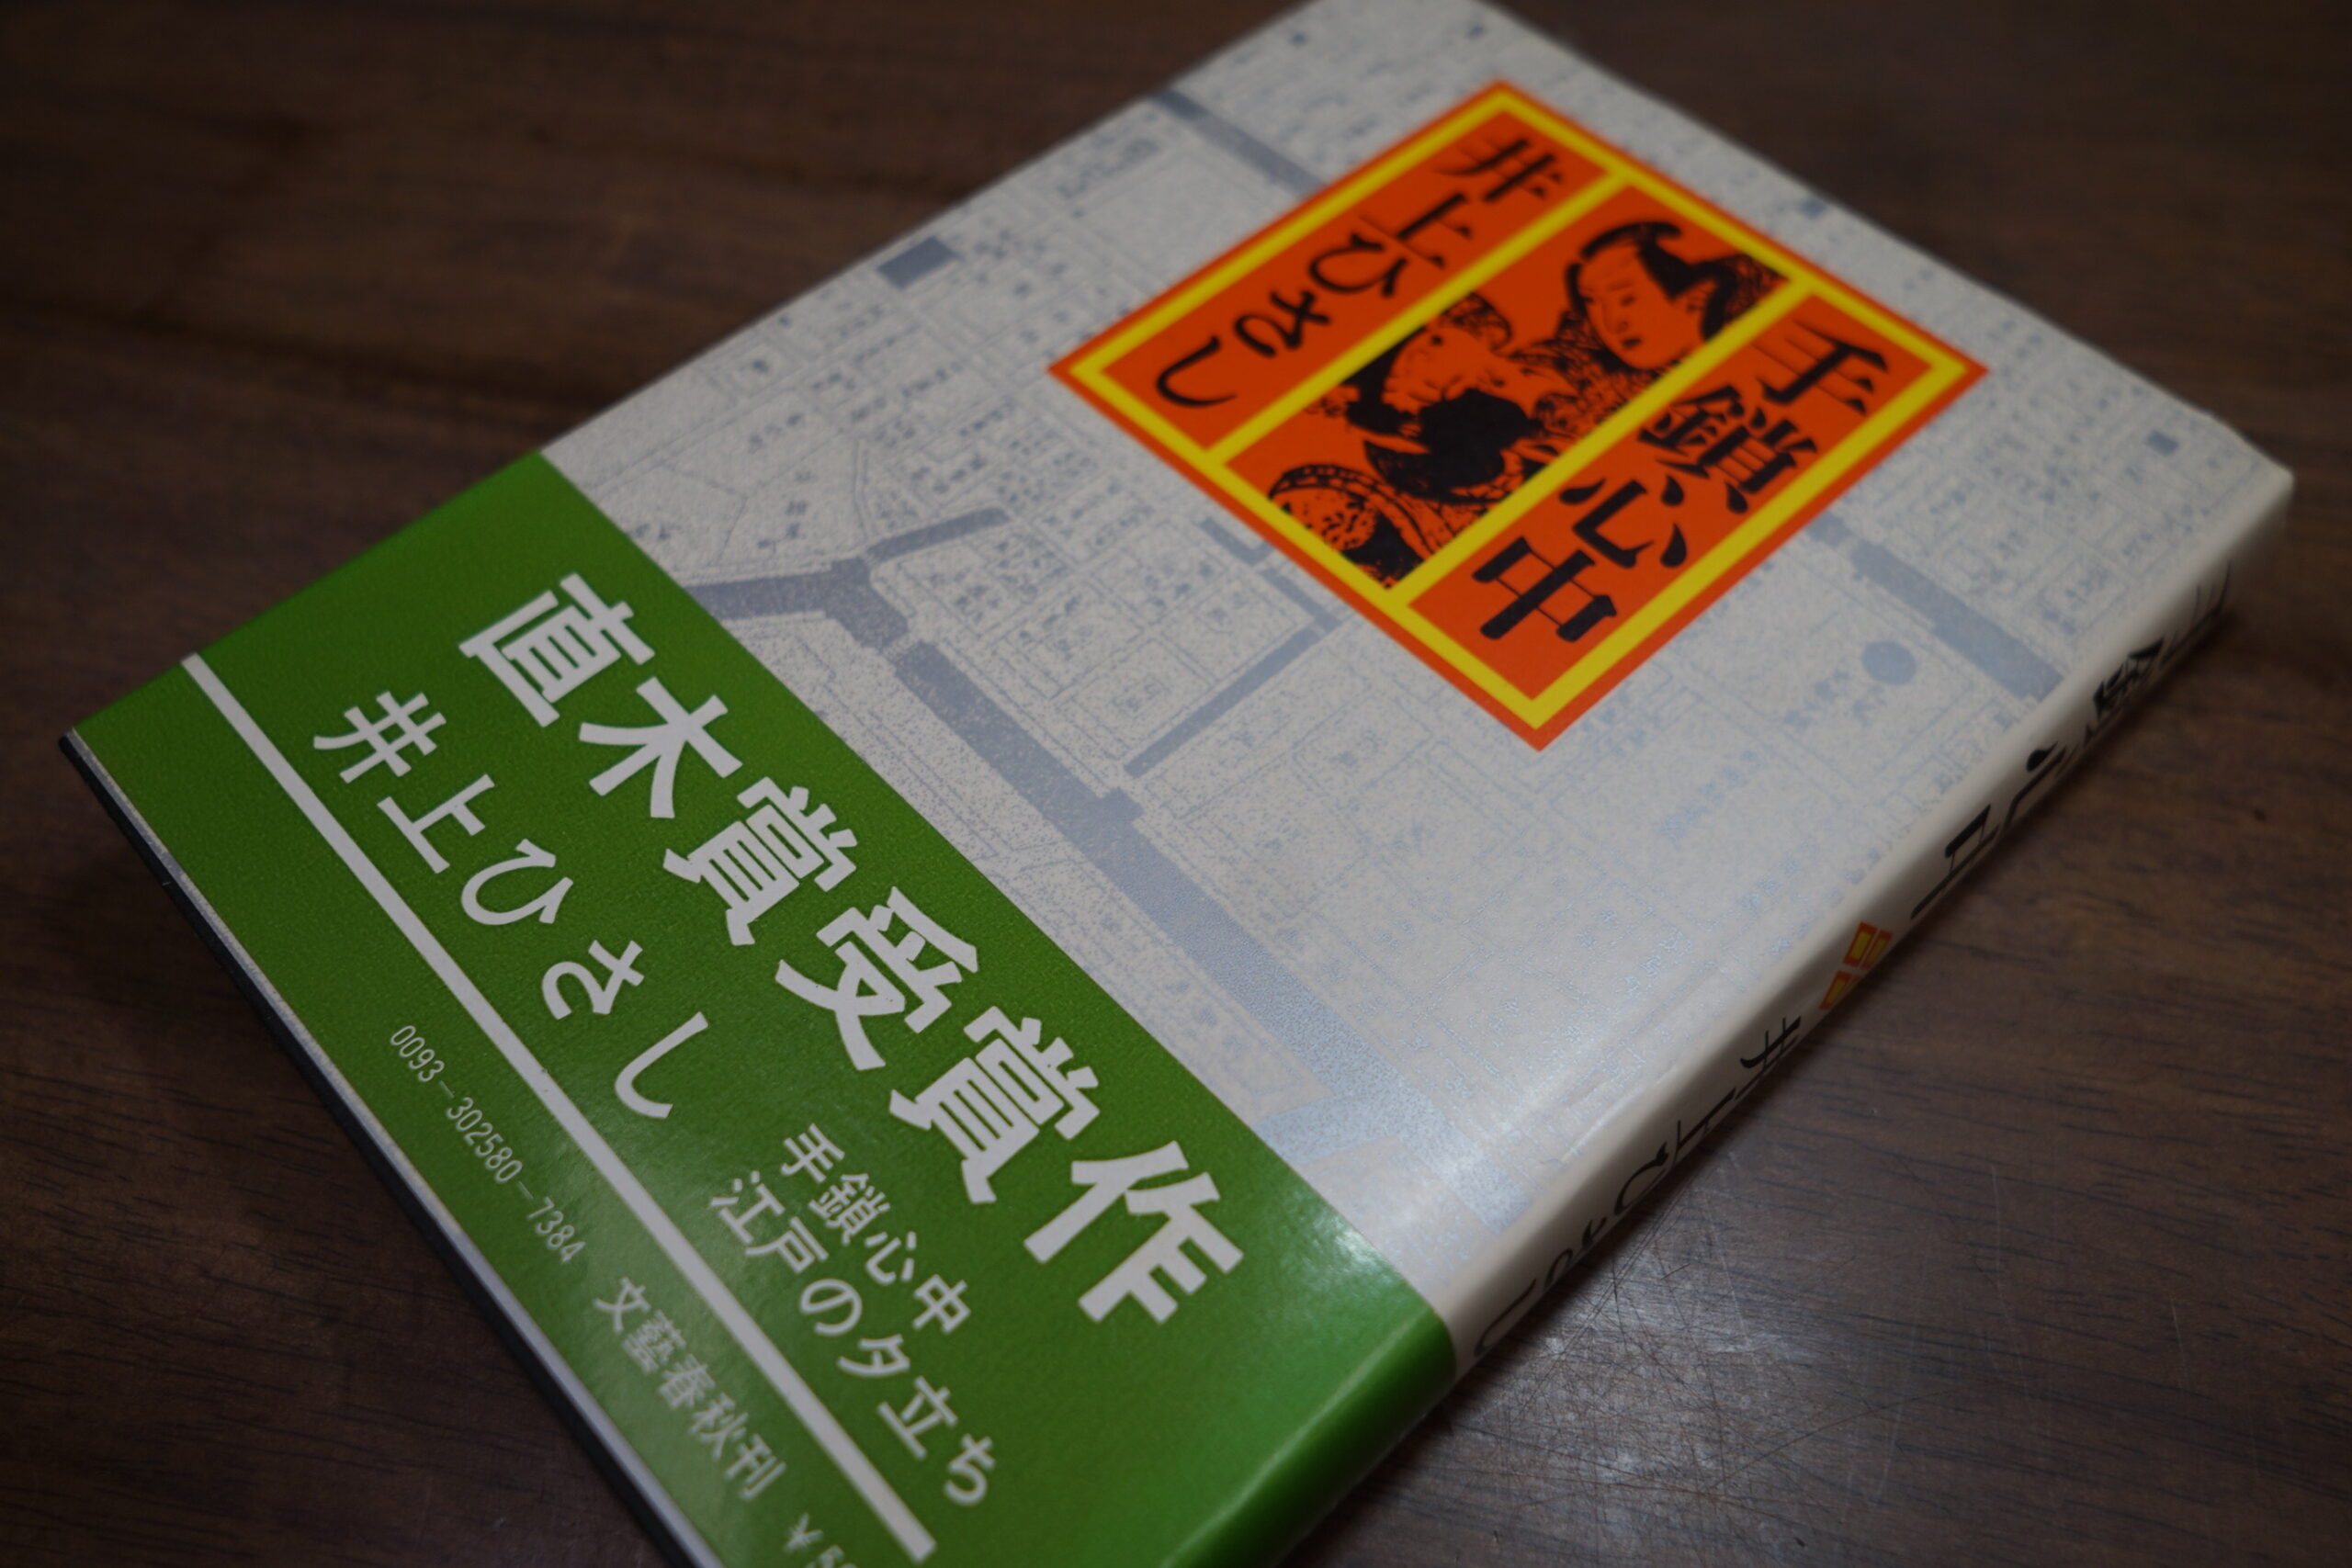 手鎖心中
井上ひさし
直木賞受賞作
井上ひさし
手鎖心中
江戸の夕立ち
0093-302580-7384 文藝春秋刊
心中 井上ひさし